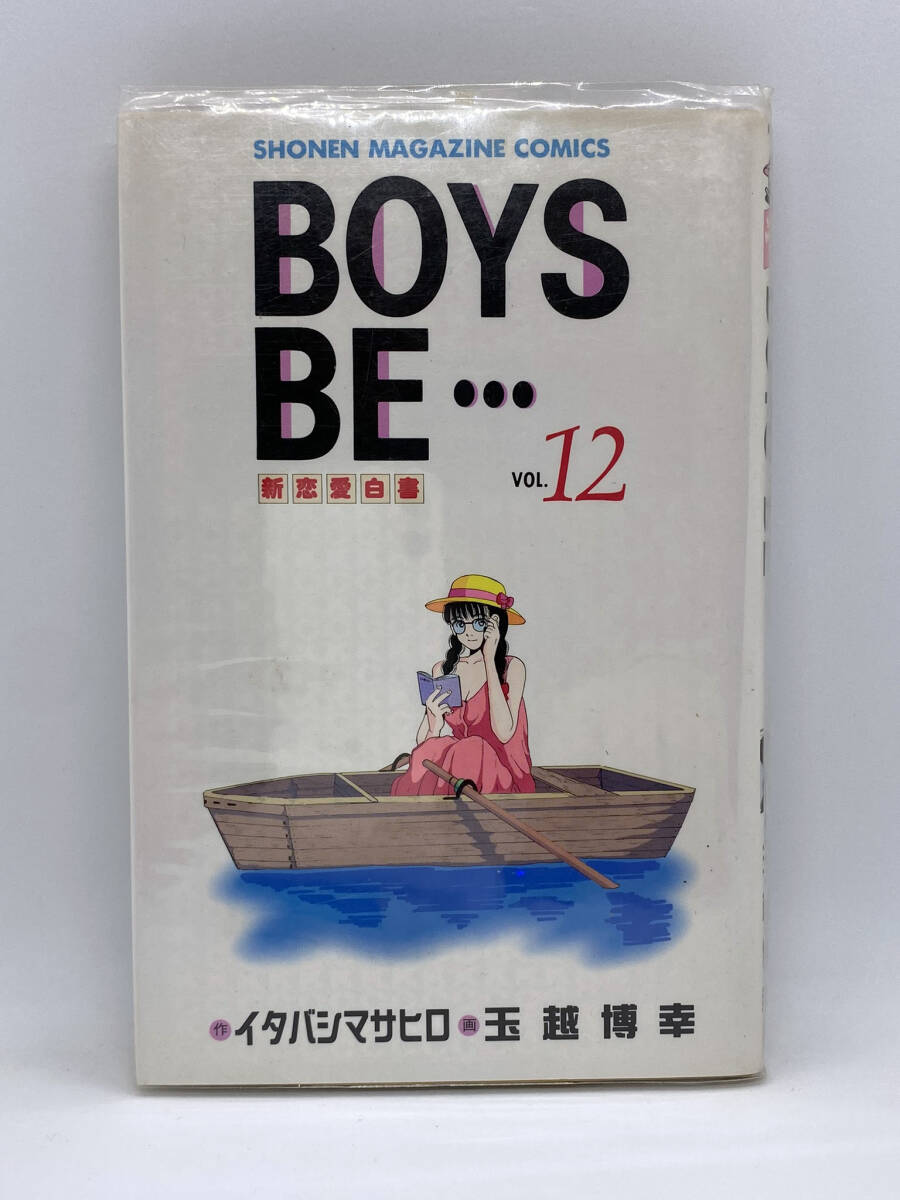 SHONEN MAGAZINE COMICS
BOYS
BE…
新恋愛白書
VOL. 12
作 イタバシマサヒロ 画 玉越博幸